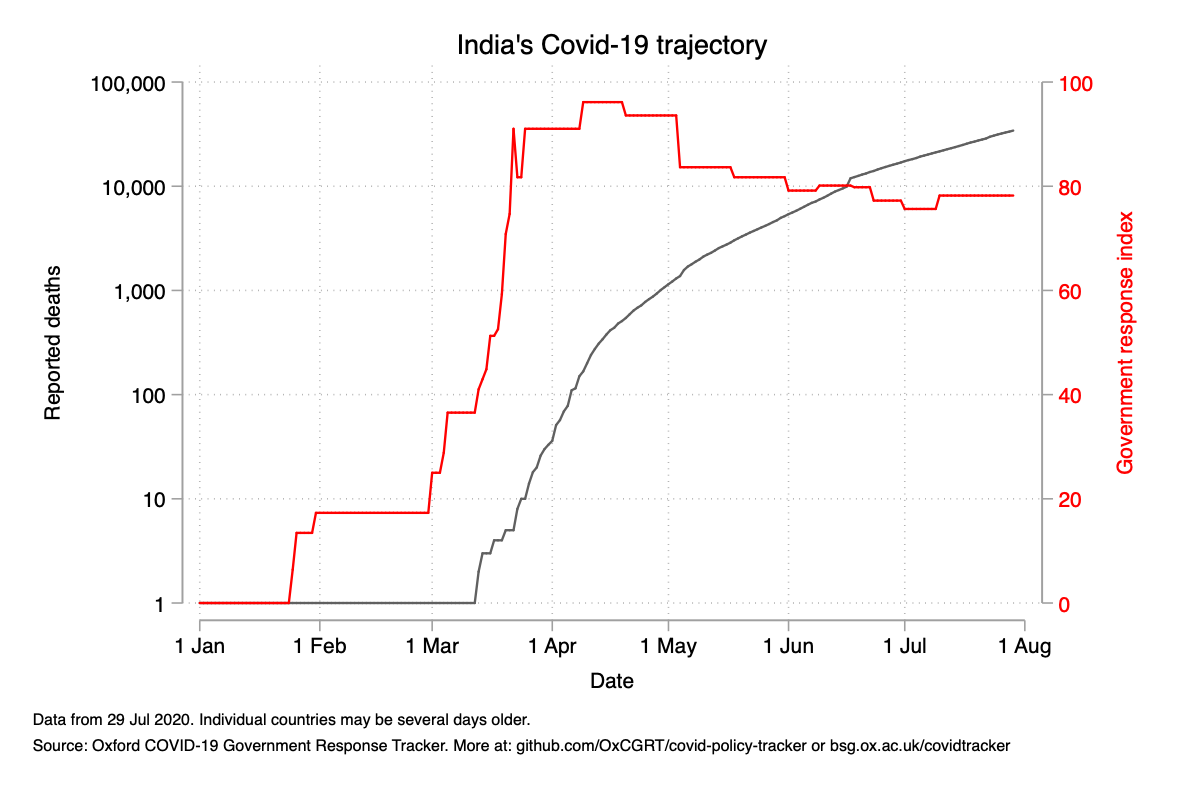 India's Covid-19 trajectory
100,000
10,000
1,000
100
10
1
Reported deaths
100
80
60
40
20
0
Government response index
1 Jan
1 Feb
1 Mar
1 Apr
1 May
1 Jun
1 Jul
1 Aug
Date
Data from 29 Jul 2020. Individual countries may be several days older.
Source: Oxford COVID-19 Government Response Tracker. More at: github.com/OxCGRT/covid-policy-tracker or bsg.ox.ac.uk/covidtracker